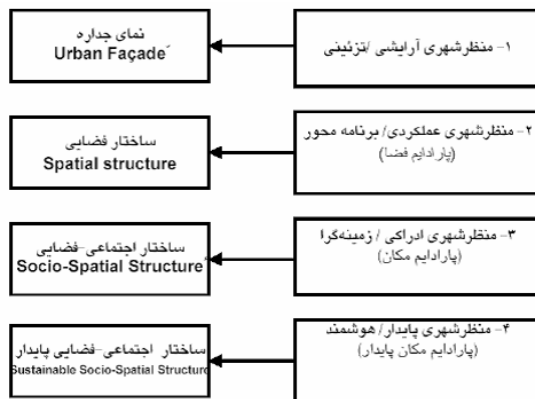 ۱- منظرشهری آرایشی /تزئینی
نمای جداره
Urban Façade
۲- منظرشهری عملکردی/ برنامه محور
(پارادایم فضا)
ساختار فضایی
Spatial structure
۳- منظرشهری ادراکی / زمینه‌گرا
(پارادایم مکان)
ساختار اجتماعی-فضایی
Socio-Spatial Structure
۴- منظرشهری پایدار/ هوشمند
(پارادایم مکان پایدار)
ساختار اجتماعی-فضایی پایدار
Sustainable Socio-Spatial Structure